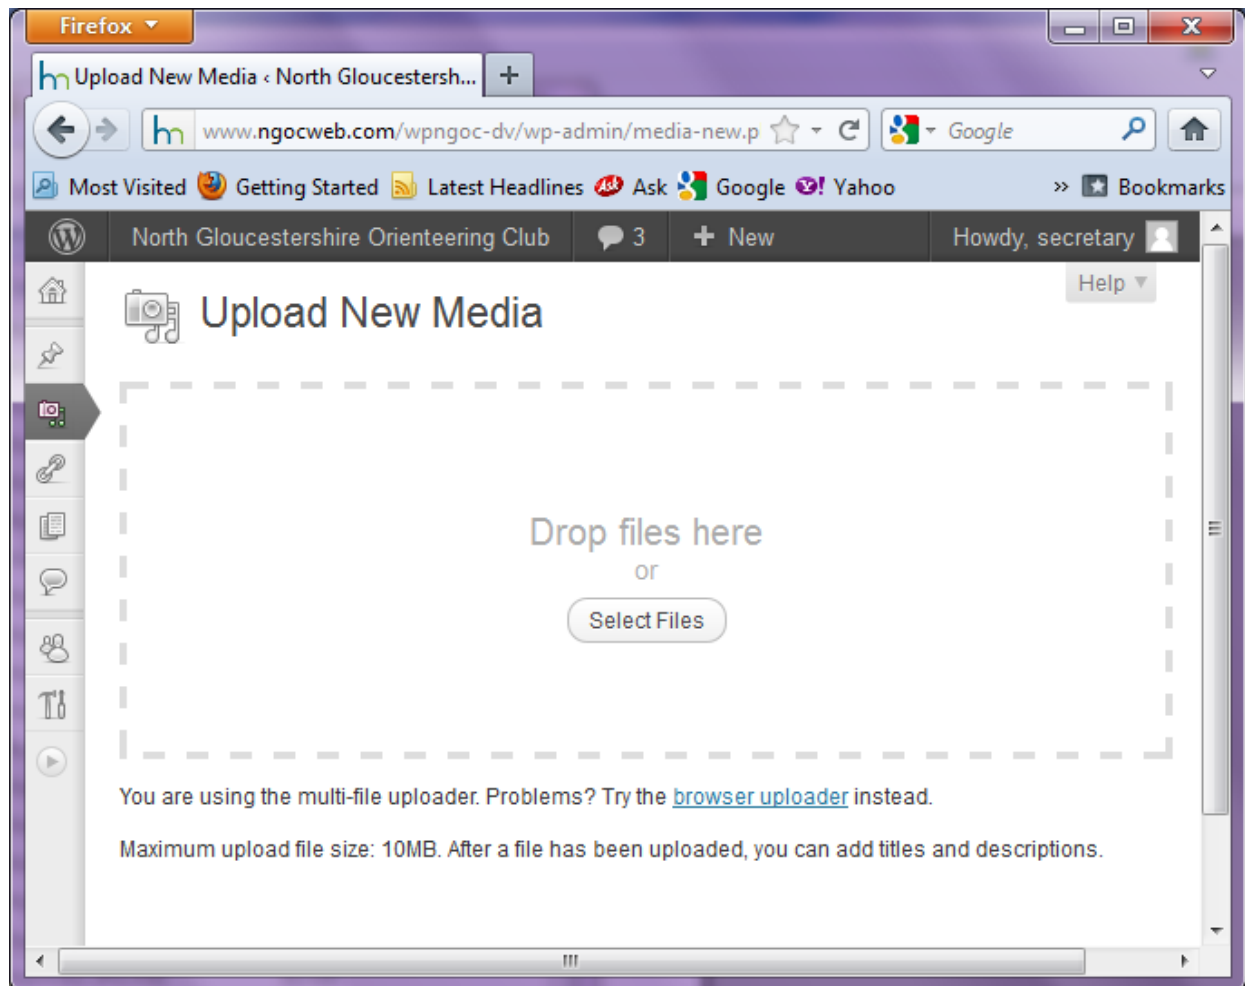 Firefox
Upload New Media ‹ North Gloucestersh...
www.ngocweb.com/wpngoc-dv/wp-admin/media-new.p
Google
Most Visited Getting Started Latest Headlines Ask Google Yahoo » Bookmarks
North Gloucestershire Orienteering Club 3 + New Howdy, secretary
Help
Upload New Media
Drop files here
or
Select Files
You are using the multi-file uploader. Problems? Try the browser uploader instead.
Maximum upload file size: 10MB. After a file has been uploaded, you can add titles and descriptions.